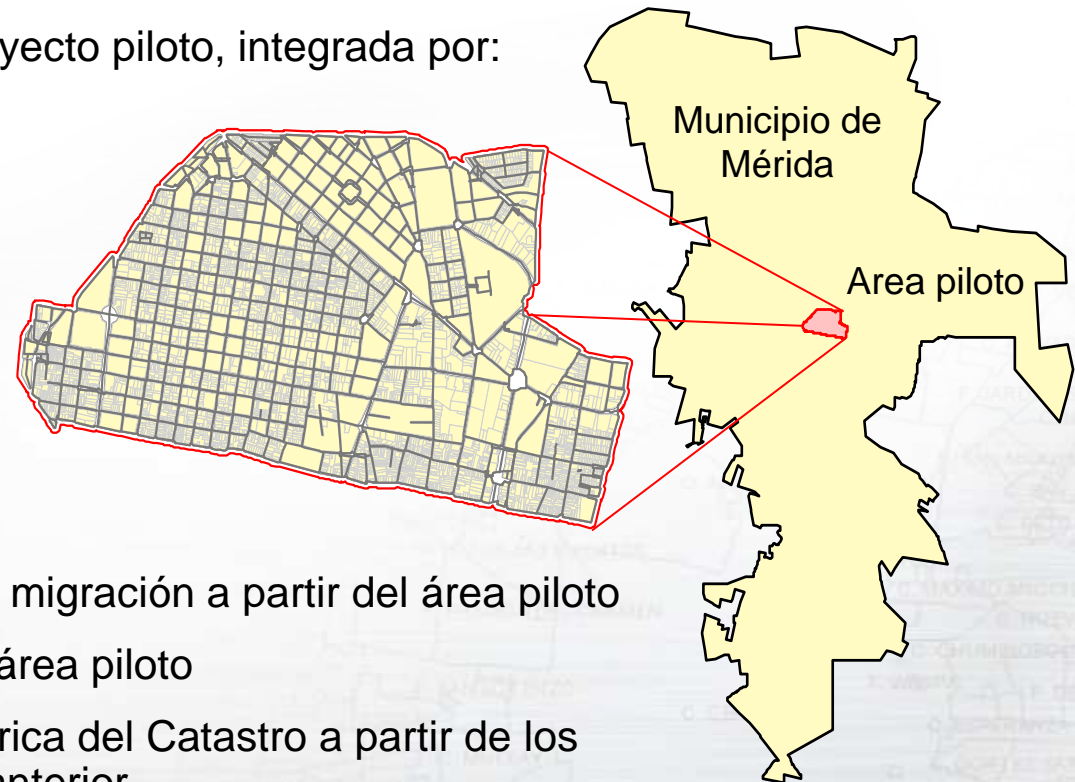 yecto piloto, integrada por:
Municipio de
Mérida
Area piloto
migración a partir del área piloto
área piloto
rica del Catastro a partir de los
anterior